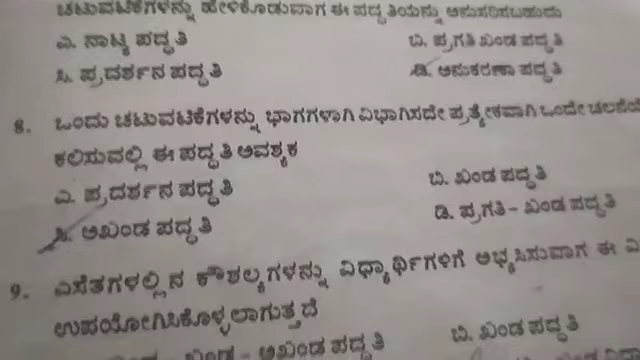 ಚಟುವಟಿಕೆಗಳನ್ನು ಹೇಳಿಕೊಡುವಾಗ ಈ ಪದ್ಧತಿಯನ್ನು ಅನುಸರಿಸಬಹುದು
ಎ. ನಾಟ್ಯ ಪದ್ಧತಿ ಬಿ. ಪ್ರಗತಿ ಖಂಡ ಪದ್ಧತಿ
ಸಿ. ಪ್ರದರ್ಶನ ಪದ್ಧತಿ ಡಿ. ಅನುಕರಣಾ ಪದ್ಧತಿ
8. ಒಂದು ಚಟುವಟಿಕೆಗಳನ್ನು ಭಾಗಗಳಾಗಿ ವಿಭಾಗಿಸದೇ ಪ್ರತ್ಯೇಕವಾಗಿ ಒಂದೇ
ಕಲಿಸುವಲ್ಲಿ ಈ ಪದ್ಧತಿ ಅವಶ್ಯಕ
ಎ. ಪ್ರದರ್ಶನ ಪದ್ಧತಿ ಬಿ. ಖಂಡ ಪದ್ಧತಿ
ಸಿ. ಅಖಂಡ ಪದ್ಧತಿ ಡಿ. ಪ್ರಗತಿ - ಖಂಡ ಪದ್ಧತಿ
9. ಎಸೆತಗಳಲ್ಲಿನ ಕೌಶಲ್ಯಗಳನ್ನು ವಿಧ್ಯಾರ್ಥಿಗಳಿಗೆ ಅಭ್ಯಸಿಸುವಾಗ ಈ
ಉಪಯೋಗಿಸಿಕೊಳ್ಳಲಾಗುತ್ತದೆ
ಖಂಡ - ಅಖಂಡ ಪದ್ಧತಿ ಬಿ. ಖಂಡ ಪದ್ಧತಿ